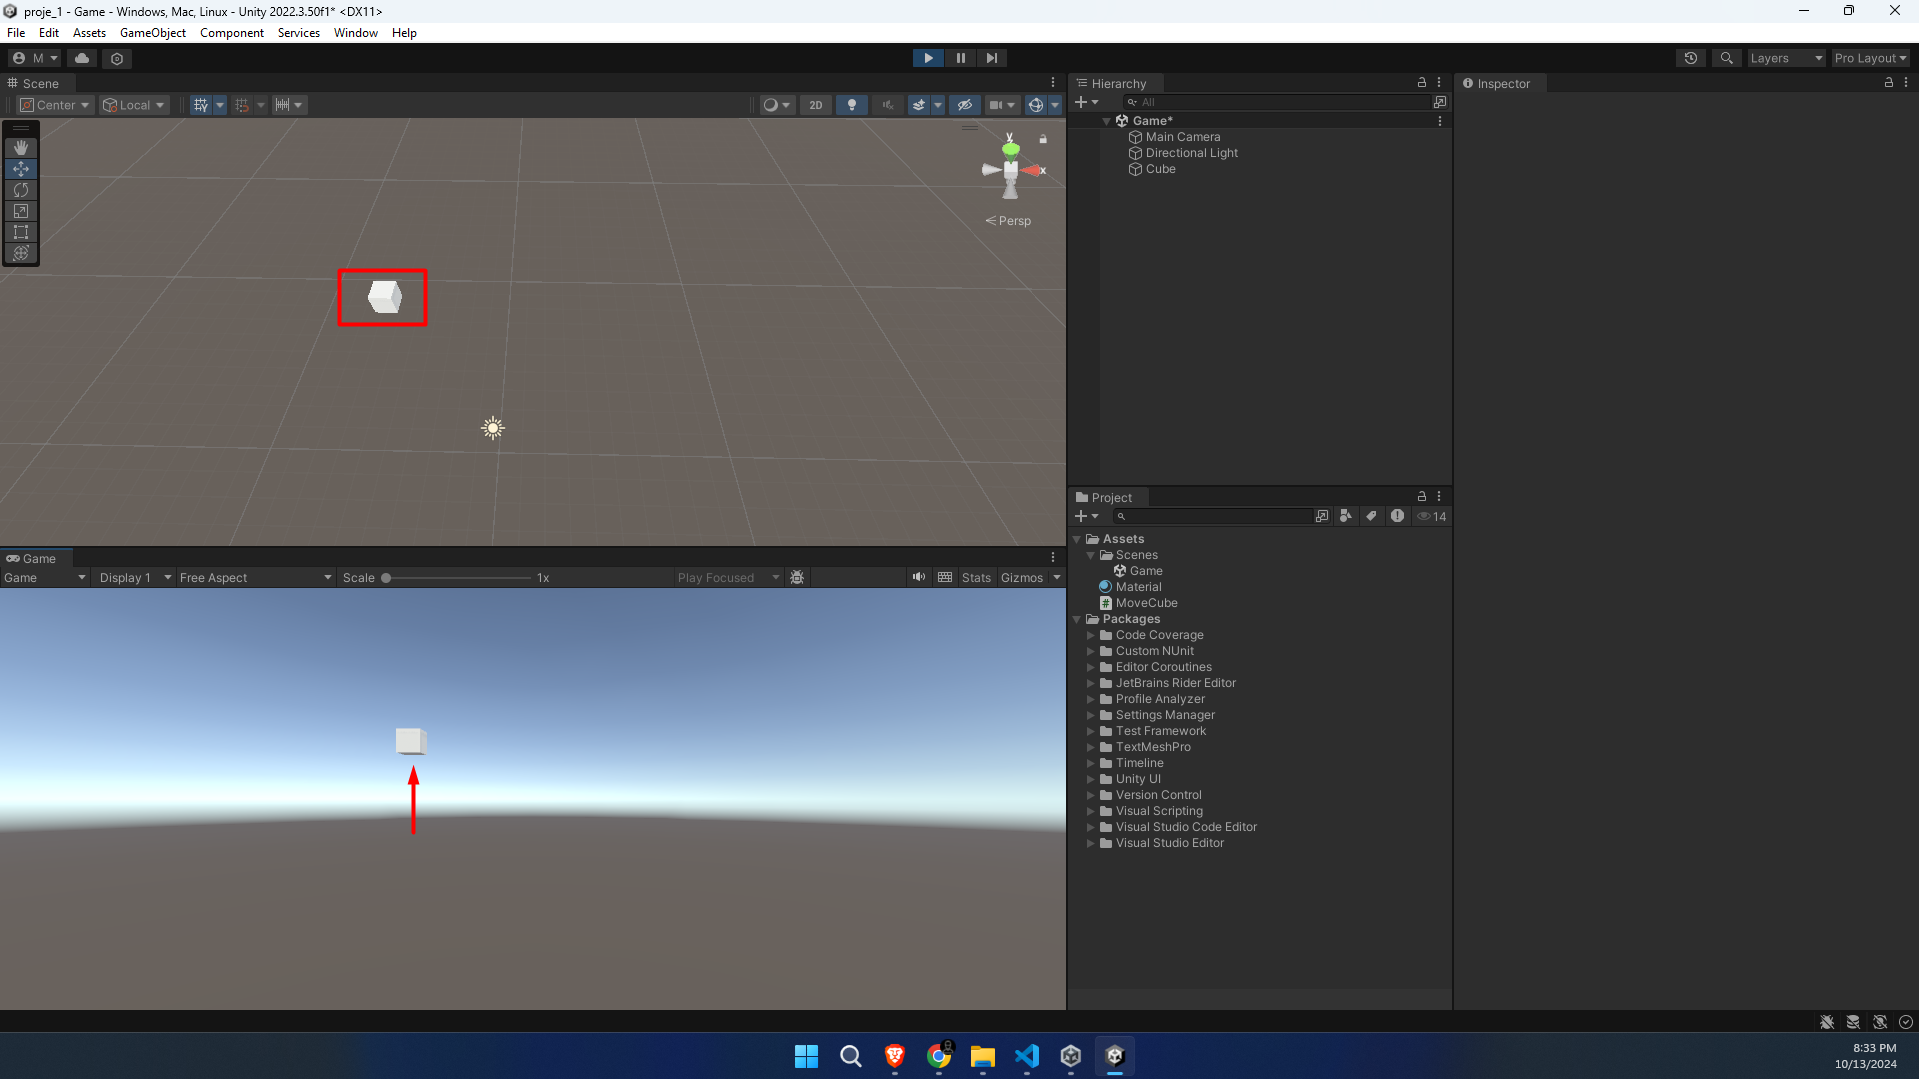 proje_1 - Game - Windows, Mac, Linux - Unity 2022.3.50f1* <DX11>
File Edit Assets GameObject Component Services Window Help
M
Layers
Pro Layout
Scene
Center
Local
2D
y
x
Persp
Hierarchy
All
Game*
Main Camera
Directional Light
Cube
Inspector
Project
14
Assets
Scenes
Game
Material
MoveCube
Packages
Code Coverage
Custom NUnit
Editor Coroutines
JetBrains Rider Editor
Profile Analyzer
Settings Manager
Test Framework
TextMeshPro
Timeline
Unity UI
Version Control
Visual Scripting
Visual Studio Code Editor
Visual Studio Editor
Game
Game Display 1 Free Aspect Scale 1x Play Focused Stats Gizmos
8:33 PM
10/13/2024